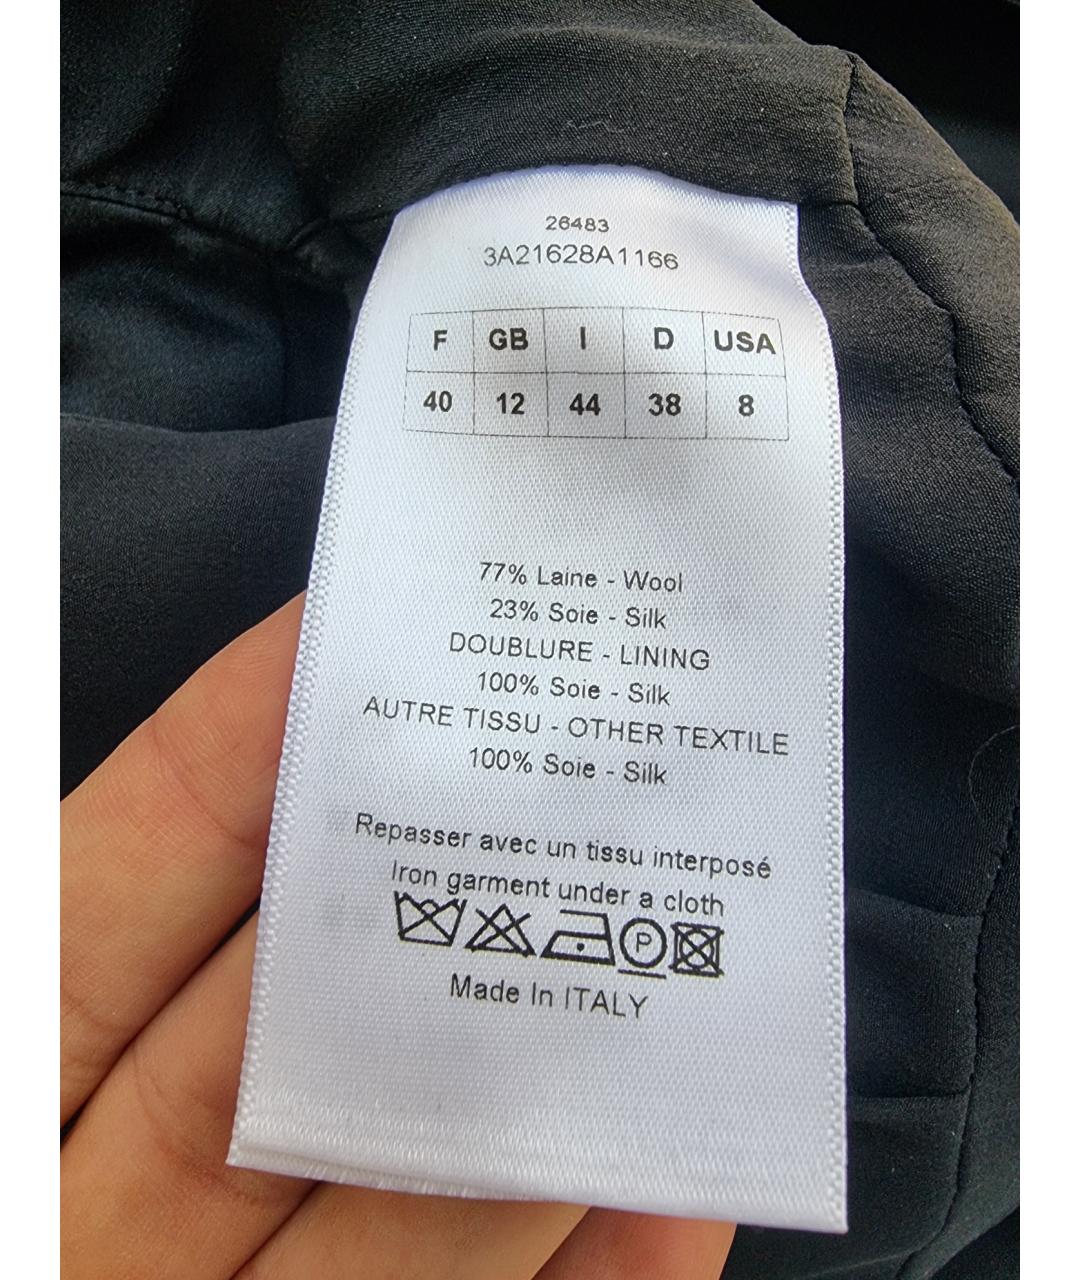 26483
3A21628A1166
F GB I D USA
40 12 44 38 8
77% Laine - Wool
23% Soie - Silk
DOUBLURE - LINING
100% Soie - Silk
AUTRE TISSU - OTHER TEXTILE
100% Soie - Silk
Repasser avec un tissu interposé
Iron garment under a cloth
P
Made In ITALY